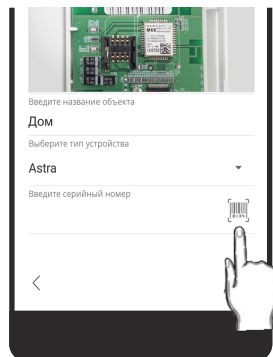 Введите название объекта
Дом
Выберите тип устройства
Astra
Введите серийный номер